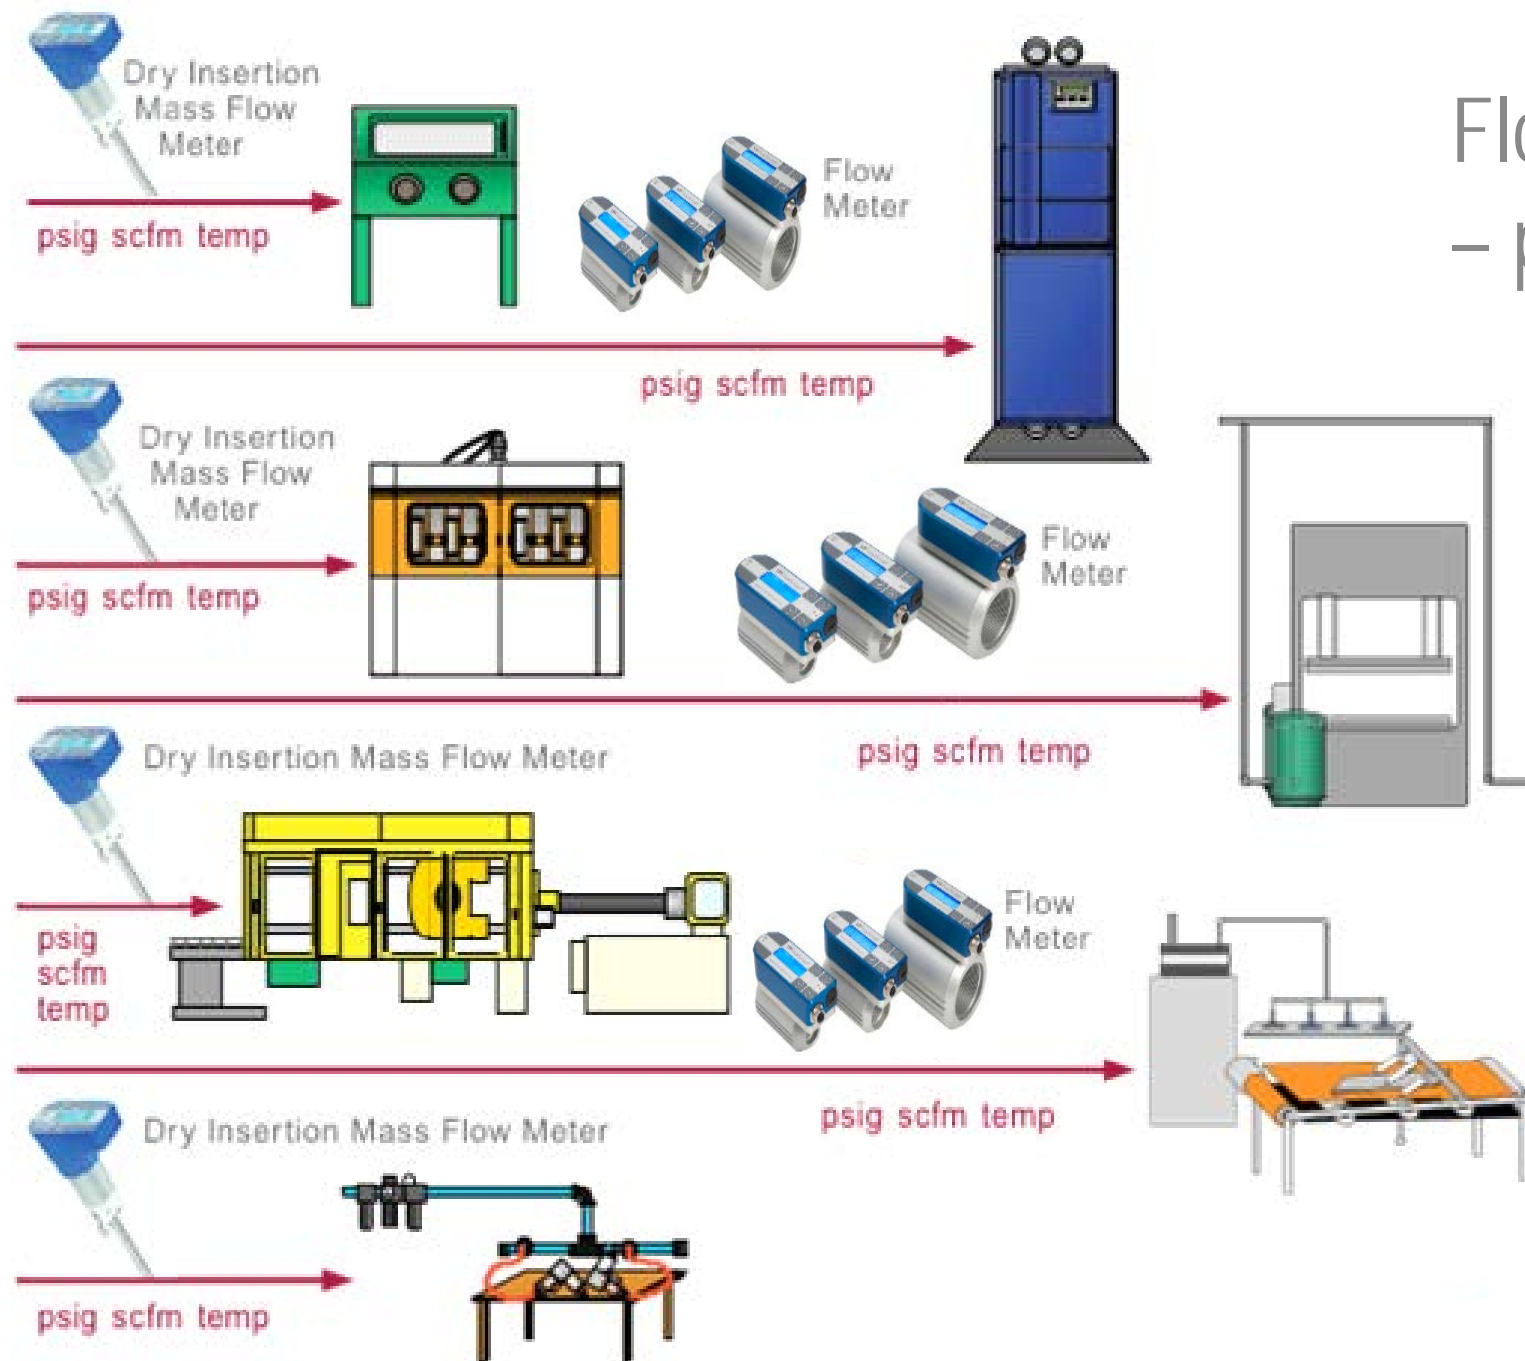 Dry Insertion
Mass Flow
Meter
psig scfm temp
Flow
Meter
psig scfm temp
Dry Insertion
Mass Flow
Meter
psig scfm temp
Flow
Meter
psig scfm temp
Dry Insertion Mass Flow Meter
psig
scfm
temp
Flow
Meter
psig scfm temp
Dry Insertion Mass Flow Meter
psig scfm temp